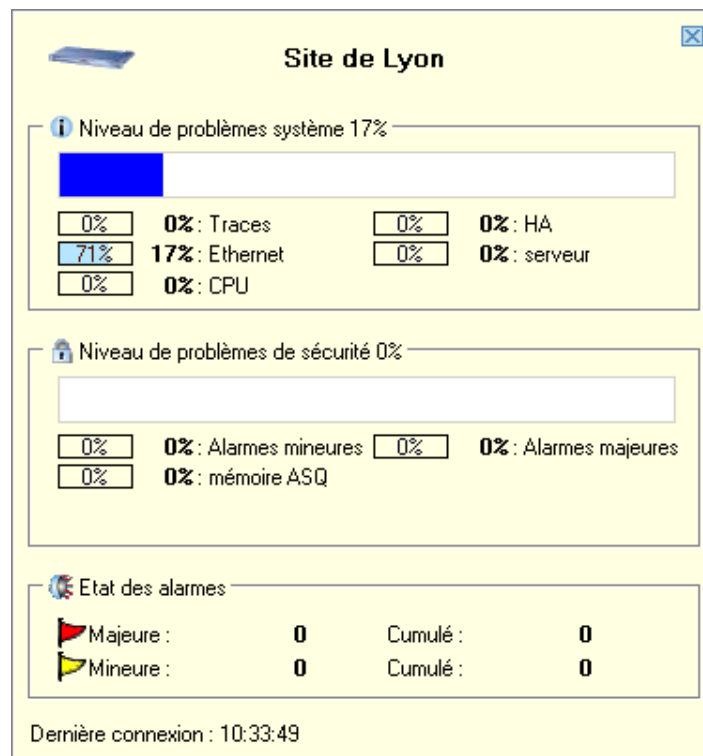 Site de Lyon
Niveau de problèmes système 17%
0% 0% : Traces 0% 0% : HA
71% 17% : Ethernet 0% 0% : serveur
0% 0% : CPU
Niveau de problèmes de sécurité 0%
0% 0% : Alarmes mineures 0% 0% : Alarmes majeures
0% 0% : mémoire ASQ
Etat des alarmes
Majeure : 0 Cumulé : 0
Mineure : 0 Cumulé : 0
Dernière connexion : 10:33:49